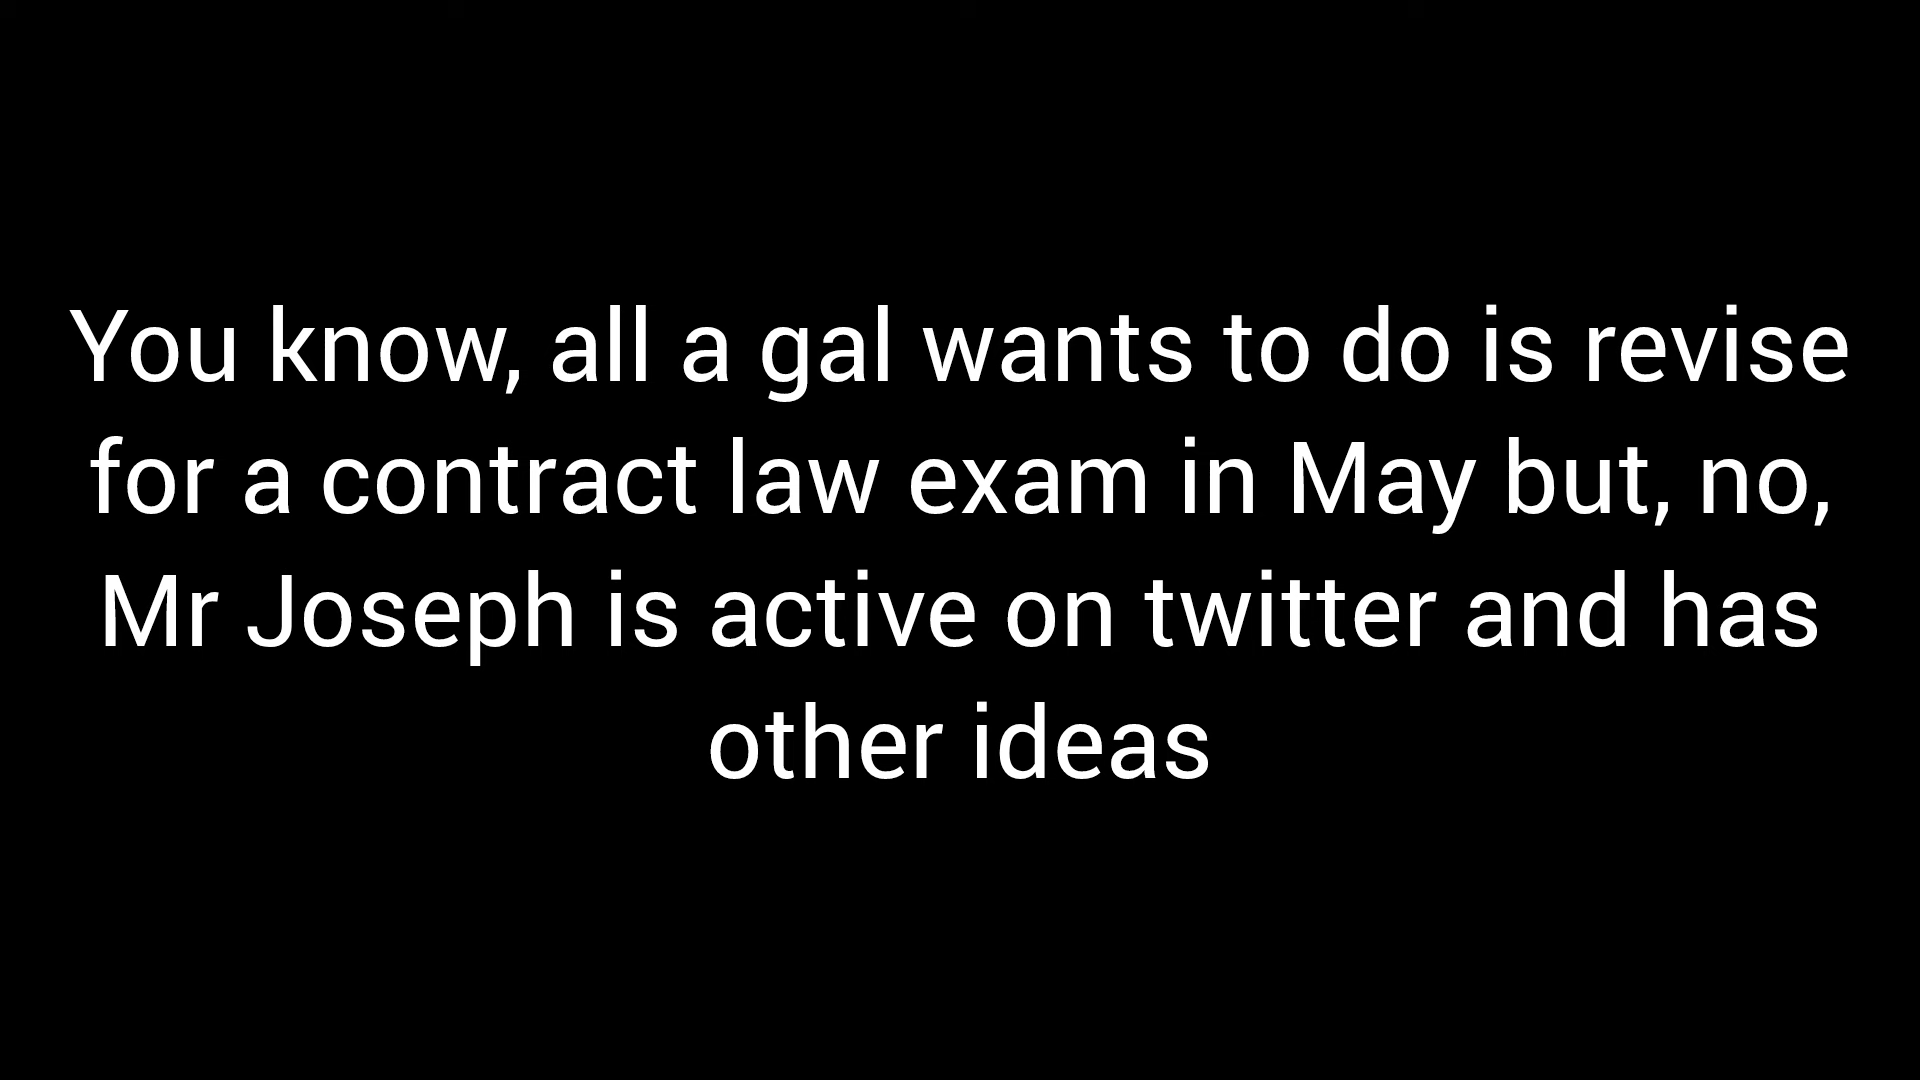 You know, all a gal wants to do is revise
for a contract law exam in May but, no,
Mr Joseph is active on twitter and has
other ideas